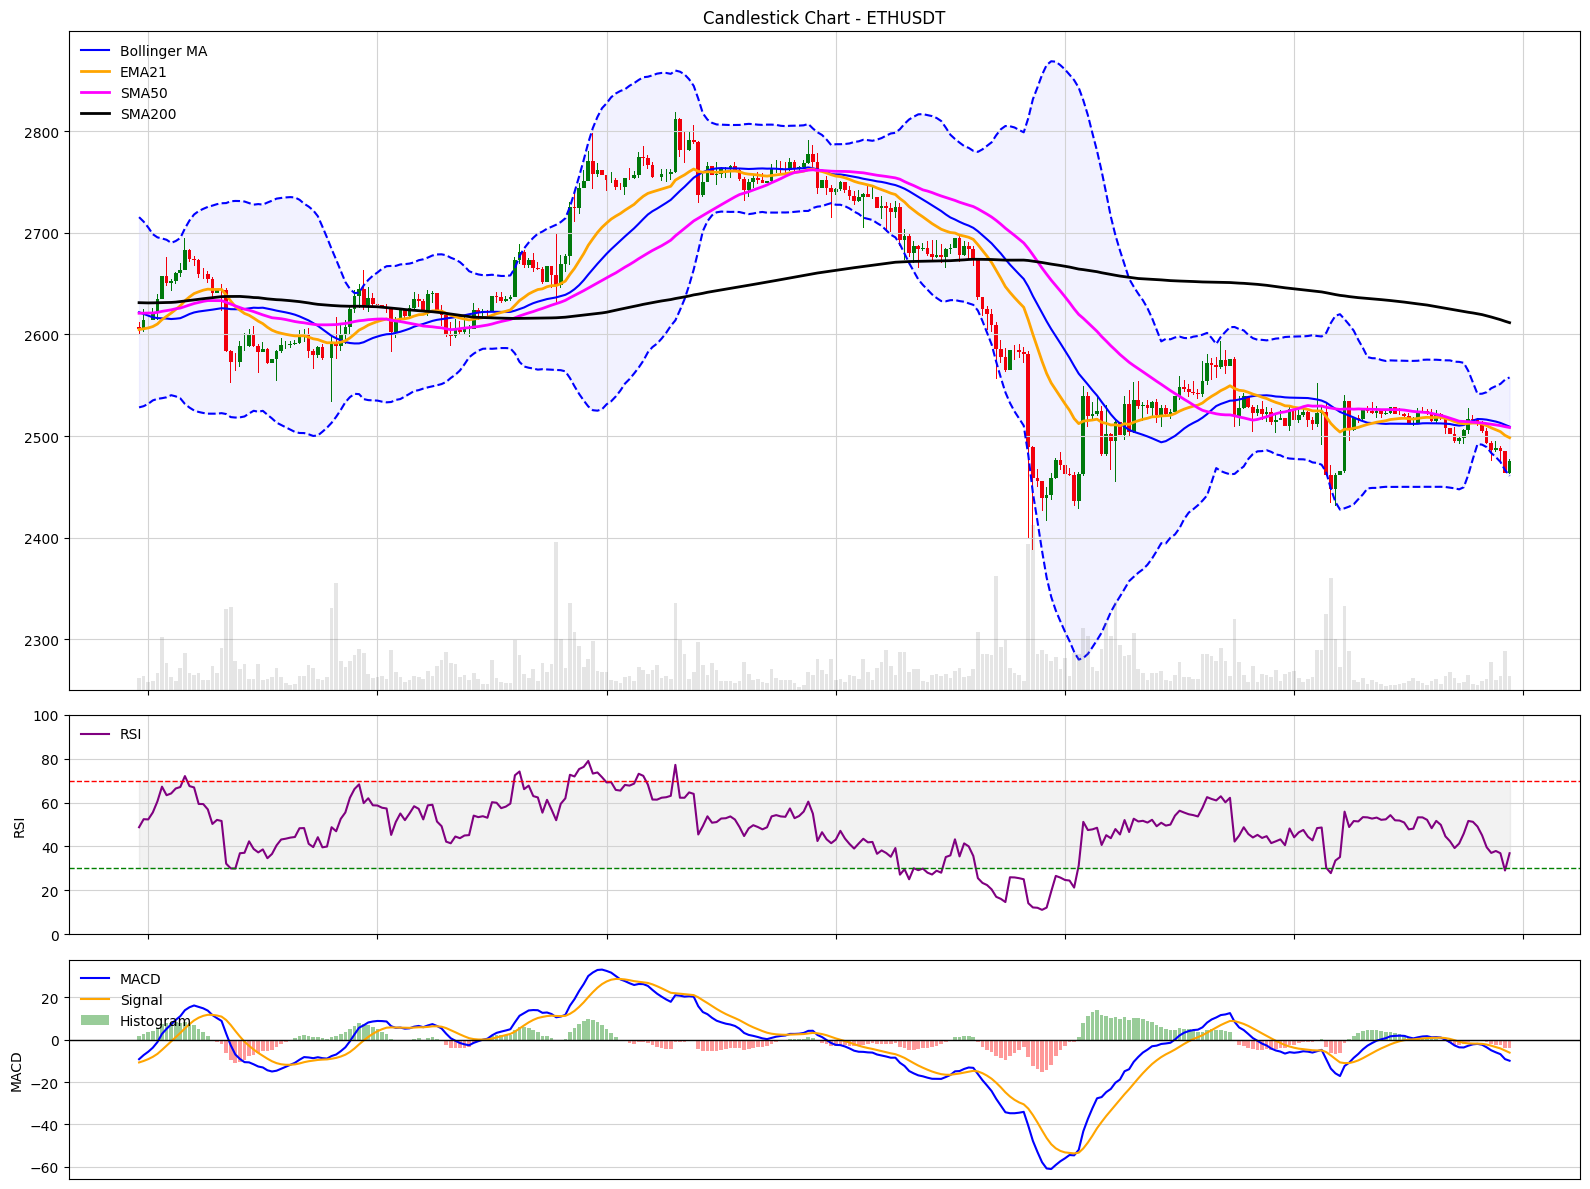 Candlestick Chart - ETHUSDT
Bollinger MA
EMA21
SMA50
SMA200
2800
2700
2600
2500
2400
2300
100
80
60
40
20
0
RSI
RSI
20
0
−20
−40
−60
MACD
MACD
Signal
Histogram